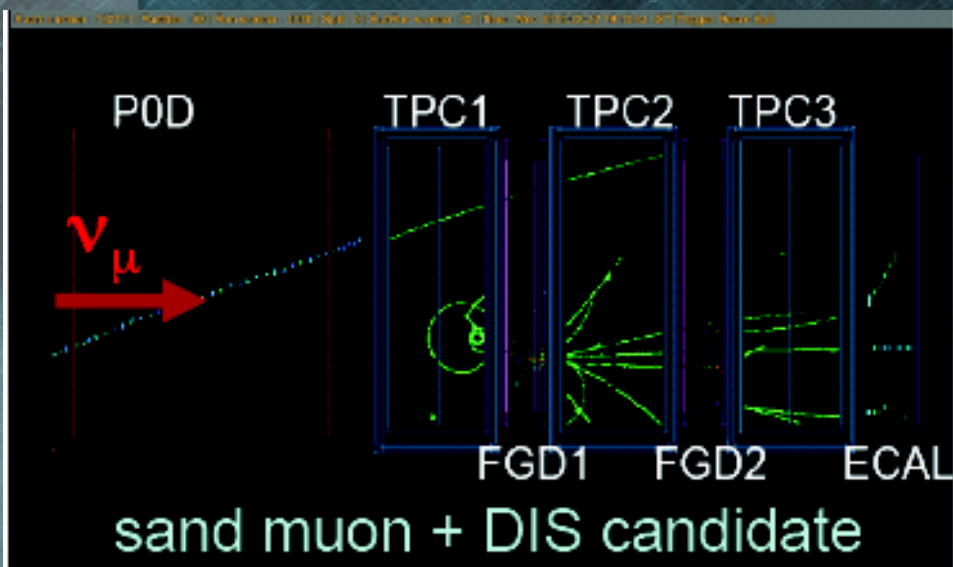 P0D TPC1 TPC2 TPC3
νμ
FGD1 FGD2 ECAL
sand muon + DIS candidate